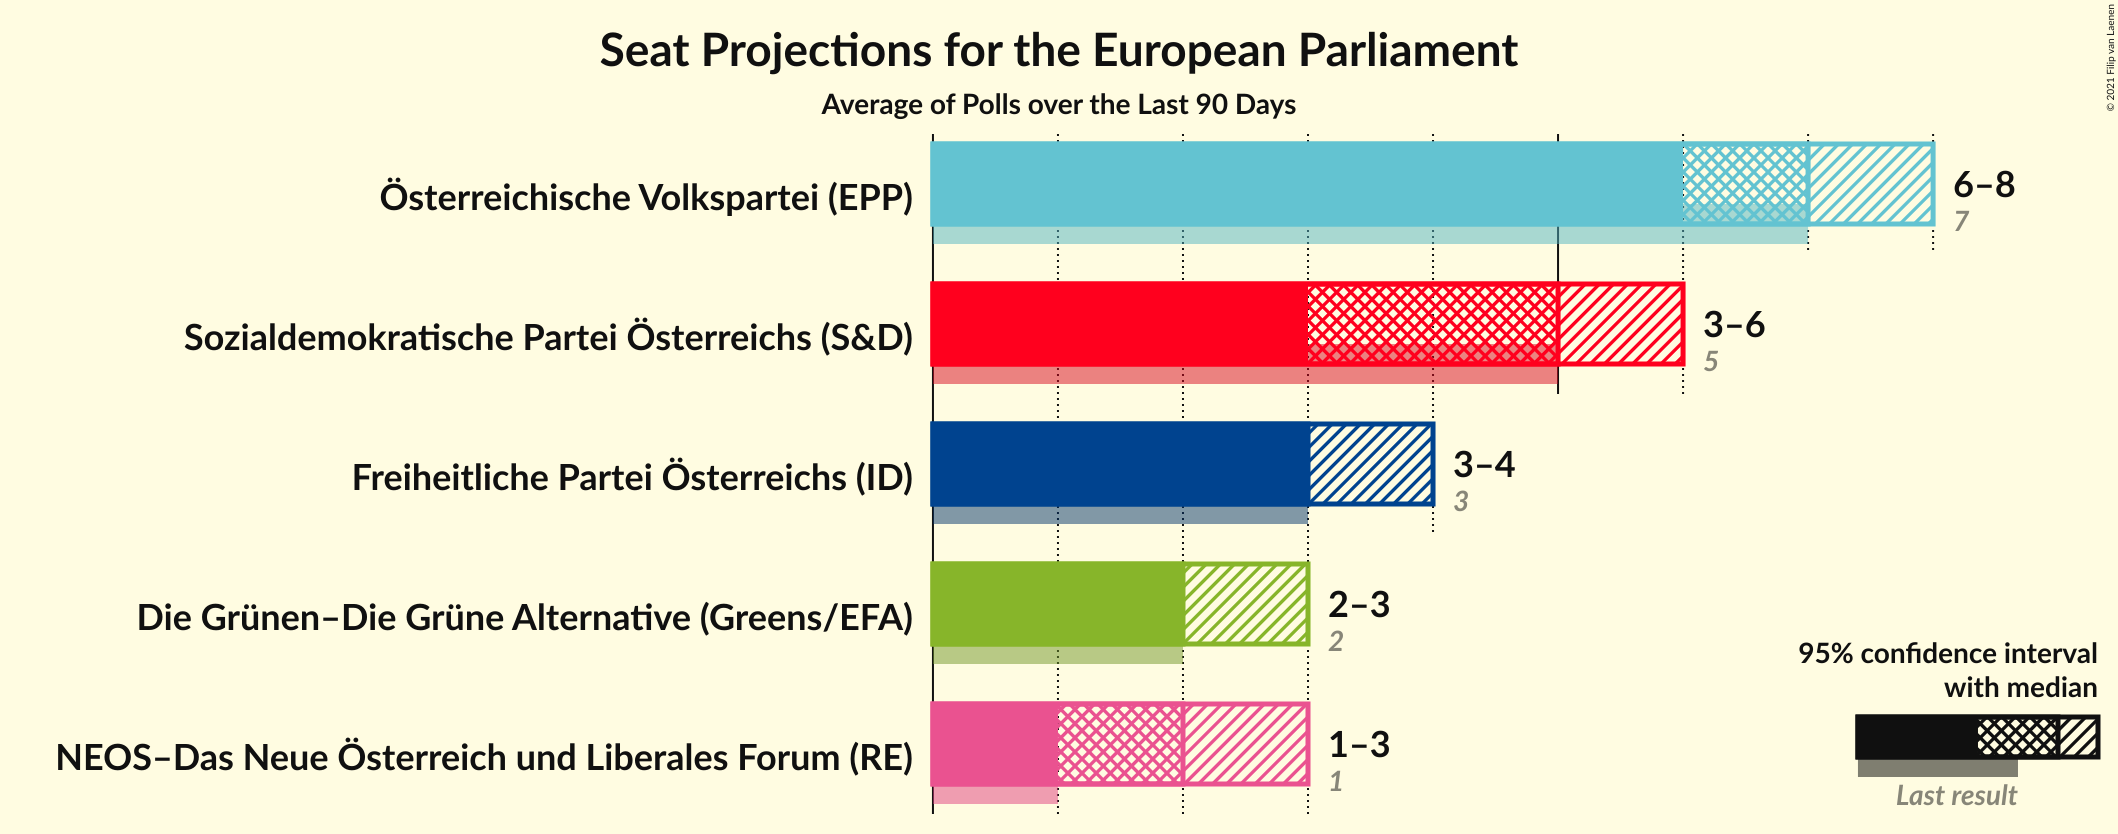 Seat Projections for the European Parliament
Average of Polls over the Last 90 Days
© 2021 Filip van Laenen
Österreichische Volkspartei (EPP)
6–8
7
Sozialdemokratische Partei Österreichs (S&D)
3–6
5
Freiheitliche Partei Österreichs (ID)
3–4
3
Die Grünen–Die Grüne Alternative (Greens/EFA)
2–3
2
NEOS–Das Neue Österreich und Liberales Forum (RE)
1–3
1
95% confidence interval
with median
Last result